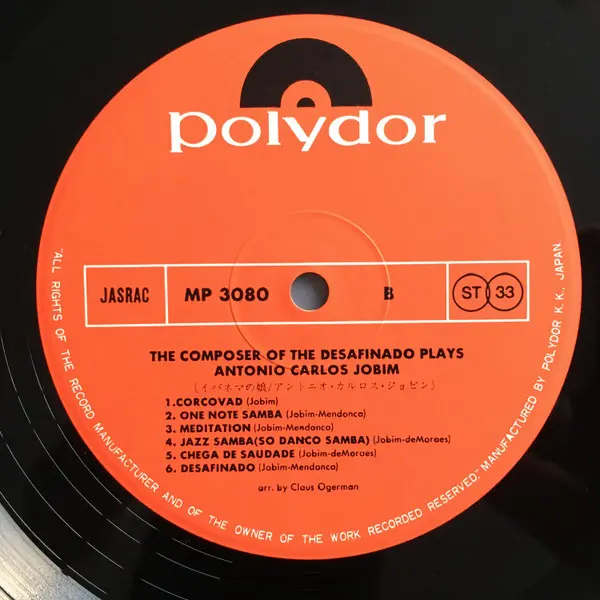 polydor
JASRAC MP 3080 B ST 33
THE COMPOSER OF THE DESAFINADO PLAYS
ANTONIO CARLOS JOBIM
(イパネマの娘/アントニオ・カルロス・ジョビン)
1.CORCOVAD (Jobim)
2. ONE NOTE SAMBA (Jobim-Mendonca)
3. MEDITATION (Jobim-Mendonca)
4. JAZZ SAMBA(SO DANCO SAMBA) (Jobim-deMoraes)
5. CHEGA DE SAUDADE (Jobim-deMoraes)
6. DESAFINADO (Jobim-Mendonca)
arr. by Claus Ogerman
"ALL RIGHTS OF THE RECORD MANUFACTURER AND OF THE OWNER OF THE WORK RECORDED RESERVED." MANUFACTURED BY POLYDOR K.K., JAPAN